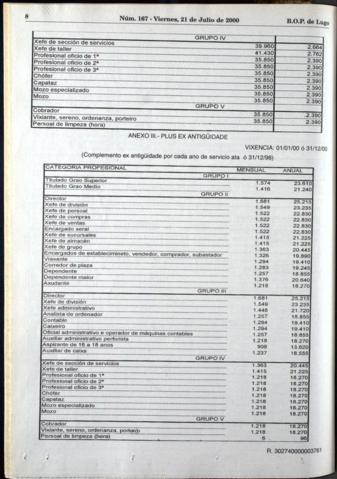 8 Núm. 167 - Viernes, 21 de Julio de 2000 B.O.P. de Lugo
GRUPO IV
Xefe de sección de servicios 39.960 2.664
Xefe de taller 41.430 2.762
Profesional oficio de 1ª 35.850 2.390
Profesional oficio de 2ª 35.850 2.390
Profesional oficio de 3ª 35.850 2.390
Chófer 35.850 2.390
Capataz 35.850 2.390
Mozo especializado 35.850 2.390
Mozo 35.850 2.390
GRUPO V
Cobrador 35.850 2.390
Vixiante, sereno, ordenanza, porteiro 35.850 2.390
Persoal de limpeza (hora)
ANEXO III.- PLUS EX ANTIGÜIDADE
VIXENCIA: 01/01/00 ó 31/12/00
(Complemento ex antigüidade por cada ano de servicio ata ó 31/12/96)
CATEGORIA PROFESIONAL MENSUAL ANUAL
GRUPO I
Titulado Grao Superior 1.574 23.610
Titulado Grao Medio 1.416 21.240
GRUPO II
Director 1.681 25.215
Xefe de división 1.549 23.235
Xefe de persoal 1.522 22.830
Xefe de compras 1.522 22.830
Xefe de ventas 1.522 22.830
Encargado xeral 1.522 22.830
Xefe de sucursales 1.415 21.225
Xefe de almacén 1.415 21.225
Xefe de grupo 1.363 20.445
Encargados de establecimineto, vendedor, comprador, subastador 1.326 19.890
Viaxante 1.294 19.410
Corredor de plaza 1.283 19.245
Dependente 1.257 18.855
Dependente maior 1.376 20.640
Axudante 1.218 18.270
GRUPO III
Director 1.681 25.215
Xefe de división 1.549 23.235
Xefe administrativo 1.448 21.720
Analista de ordenador 1.257 18.855
Contable 1.294 19.410
Caixeiro 1.294 19.410
Oficial administrativo e operador de máquinas contables 1.257 18.855
Auxiliar administrativo perforista 1.218 18.270
Aspirante de 16 a 18 anos 908 13.620
Auxiliar de caixa 1.237 18.555
GRUPO IV
Xefe de sección de servicios 1.363 20.445
Xefe de taller 1.415 21.225
Profesional oficio de 1ª 1.218 18.270
Profesional oficio de 2ª 1.218 18.270
Profesional oficio de 3ª 1.218 18.270
Chófer 1.218 18.270
Capataz 1.218 18.270
Mozo especializado 1.218 18.270
Mozo 1.218 18.270
GRUPO V
Cobrador 1.218 18.270
Vixiante, sereno, ordenanza, porteiro 1.218 18.270
Persoal de limpeza (hora) 6 96
R. 302740000003761